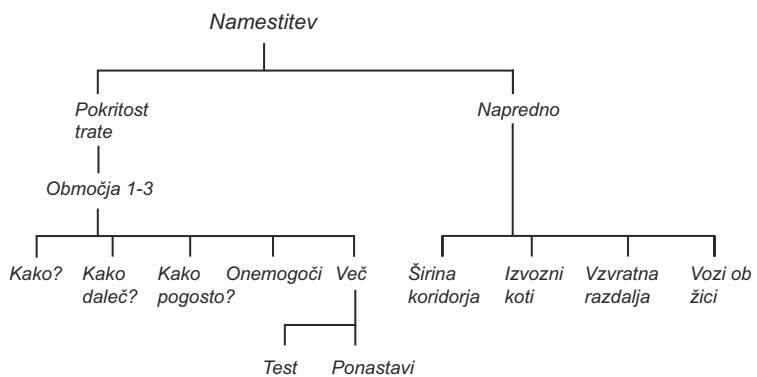 Namestitev
Pokritost
trate
Napredno
Območja 1-3
Kako?
Kako
daleč?
Kako
pogosto?
Onemogoči
Več
Širina
koridorja
Izvozni
koti
Vzvratna
razdalja
Vozi ob
žici
Test
Ponastavi